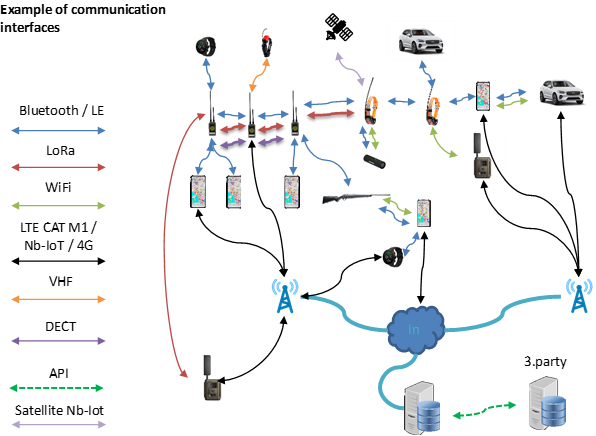 Example of communication
interfaces
Bluetooth / LE
LoRa
WiFi
LTE CAT M1 /
Nb-IoT / 4G
VHF
DECT
API
Satellite Nb-Iot
In
3.party